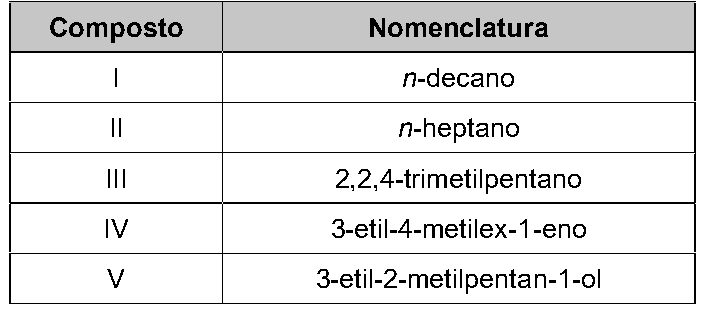 Composto Nomenclatura
I n-decano
II n-heptano
III 2,2,4-trimetilpentano
IV 3-etil-4-metilex-1-eno
V 3-etil-2-metilpentan-1-ol